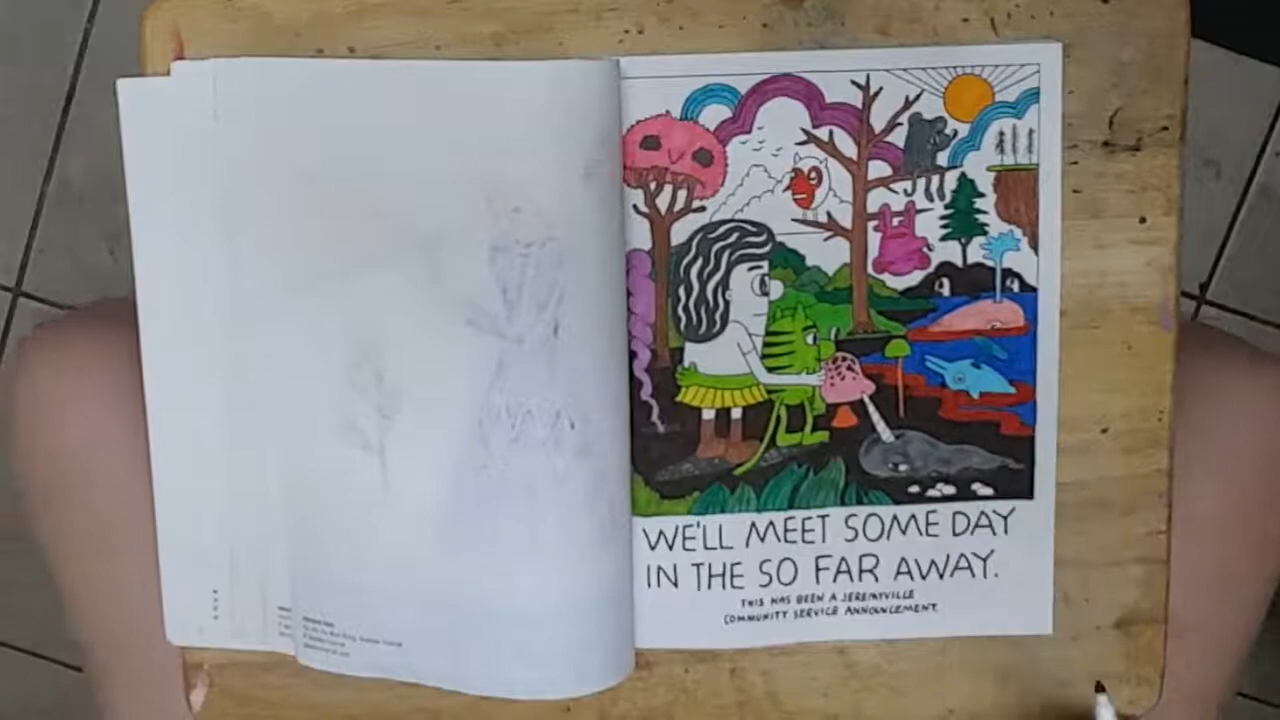 WE'LL MEET SOME DAY
IN THE SO FAR AWAY.
THIS HAS BEEN A JEREMYVILLE
COMMUNITY SERVICE ANNOUNCEMENT.